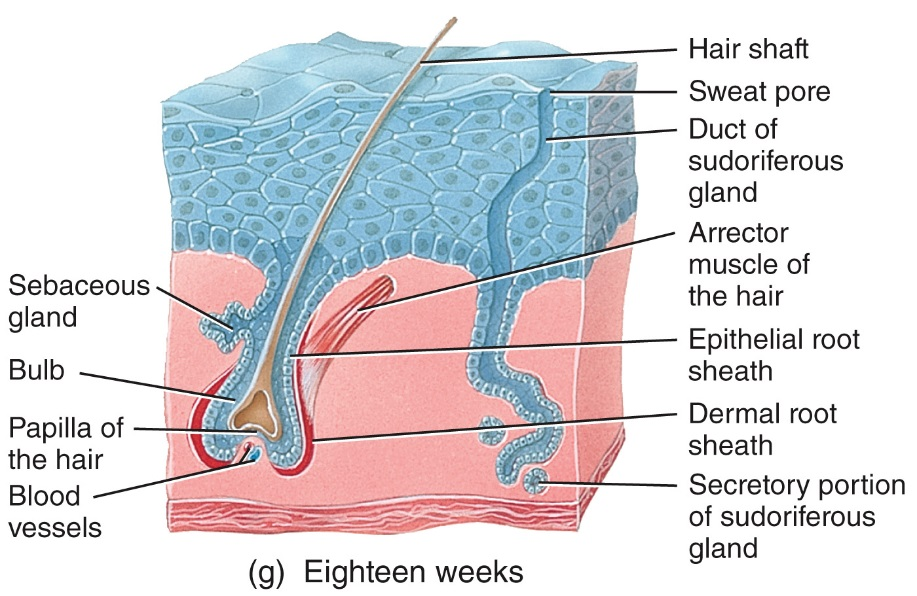 Hair shaft
Sweat pore
Duct of
sudoriferous
gland
Arrector
muscle of
the hair
Epithelial root
sheath
Dermal root
sheath
Secretory portion
of sudoriferous
gland
Sebaceous
gland
Bulb
Papilla of
the hair
Blood
vessels
(g) Eighteen weeks